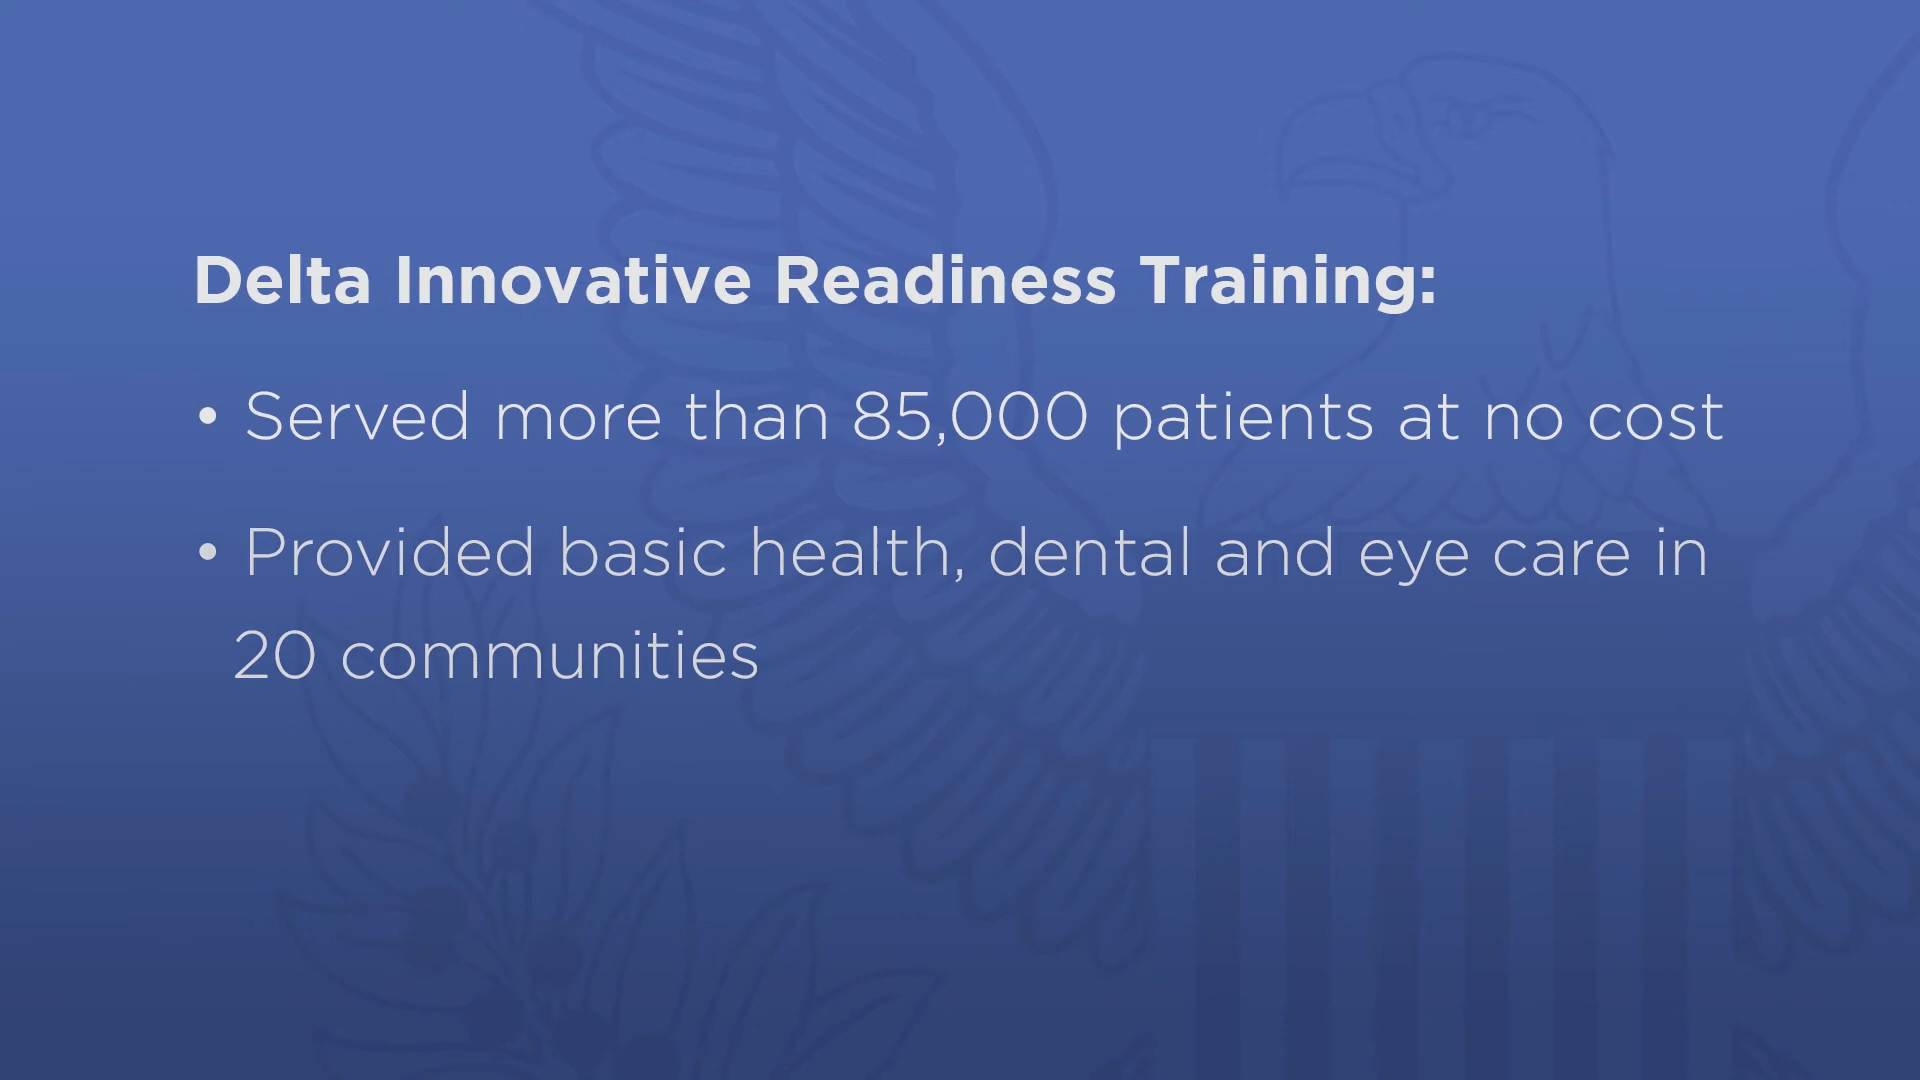 Delta Innovative Readiness Training:
• Served more than 85,000 patients at no cost
• Provided basic health, dental and eye care in
20 communities